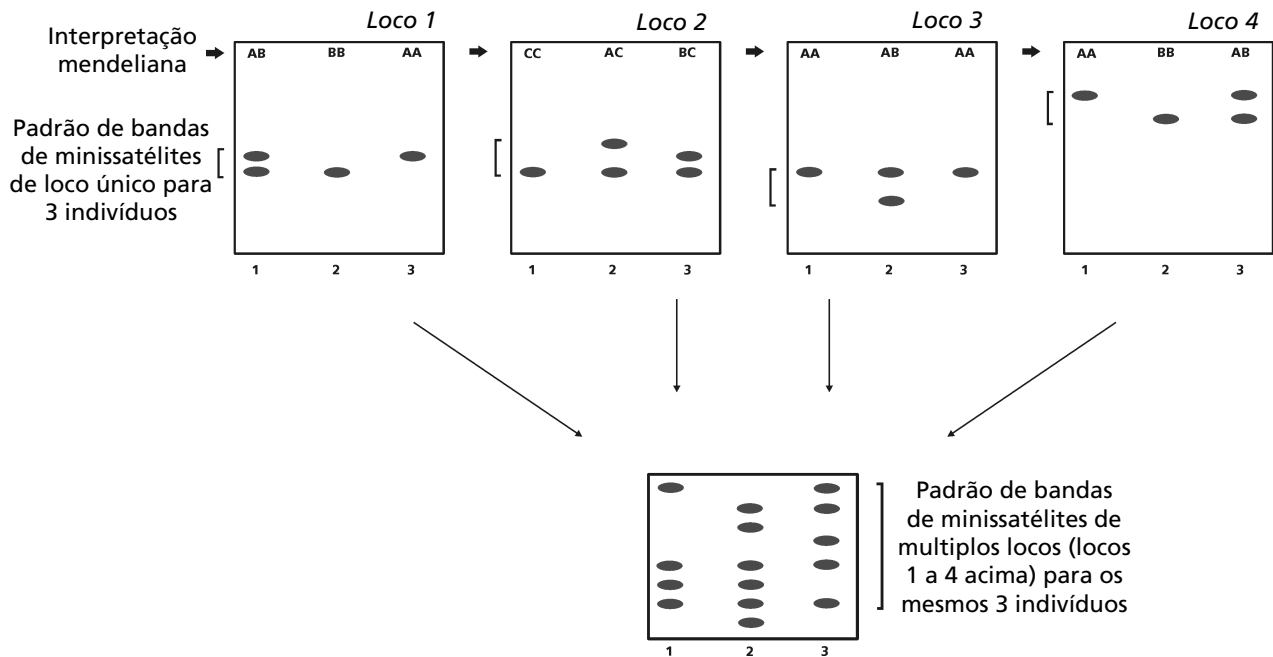 Loco 1
Loco 2
Loco 3
Loco 4
Interpretação
mendeliana
AB BB AA
CC AC BC
AA AB AA
AA BB AB
Padrão de bandas
de minissatélites
de loco único para
3 indivíduos
1 2 3
1 2 3
1 2 3
1 2 3
Padrão de bandas
de minissatélites de
multiplos locos (locos
1 a 4 acima) para os
mesmos 3 indivíduos
1 2 3